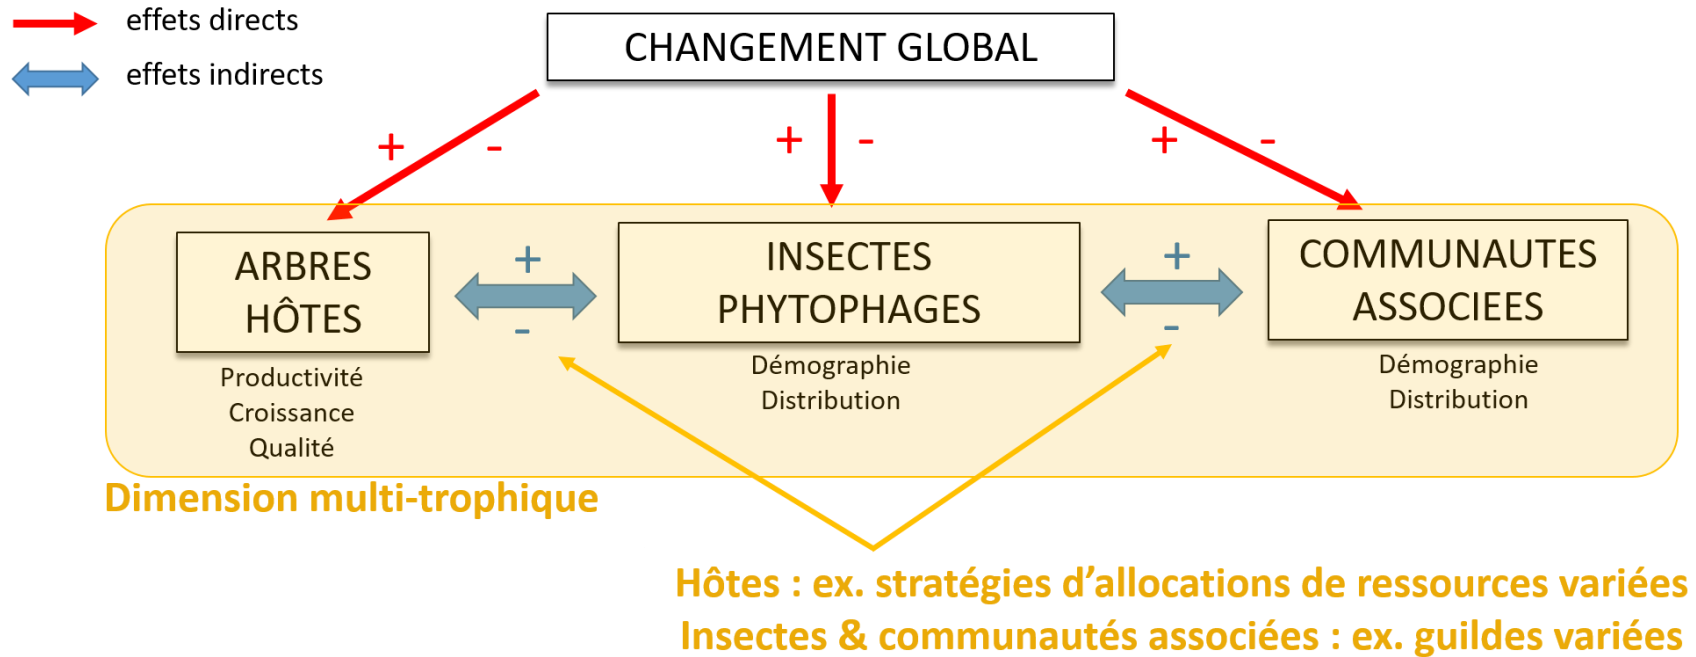 effets directs
effets indirects
CHANGEMENT GLOBAL
+ -
+ -
+ -
ARBRES
HÔTES
Productivité
Croissance
Qualité
+
-
INSECTES
PHYTOPHAGES
Démographie
Distribution
+
-
COMMUNAUTES
ASSOCIEES
Démographie
Distribution
Dimension multi-trophique
Hôtes : ex. stratégies d’allocations de ressources variées
Insectes & communautés associées : ex. guildes variées